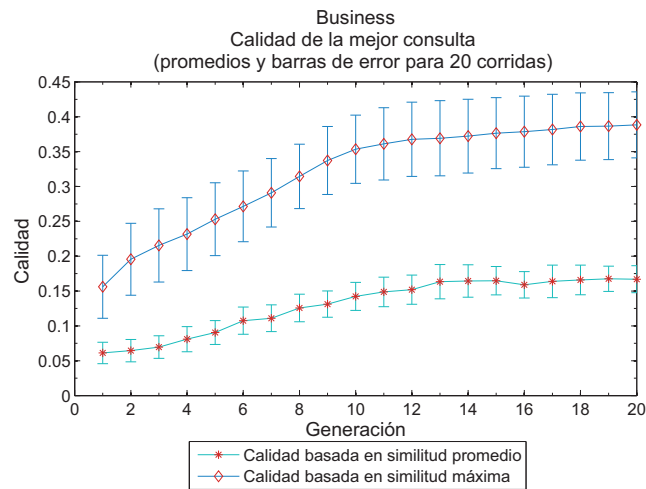 Business
Calidad de la mejor consulta
(promedios y barras de error para 20 corridas)
0.45
0.4
0.35
0.3
0.25
0.2
0.15
0.1
0.05
0
Calidad
0 2 4 6 8 10 12 14 16 18 20
Generación
Calidad basada en similitud promedio
Calidad basada en similitud máxima